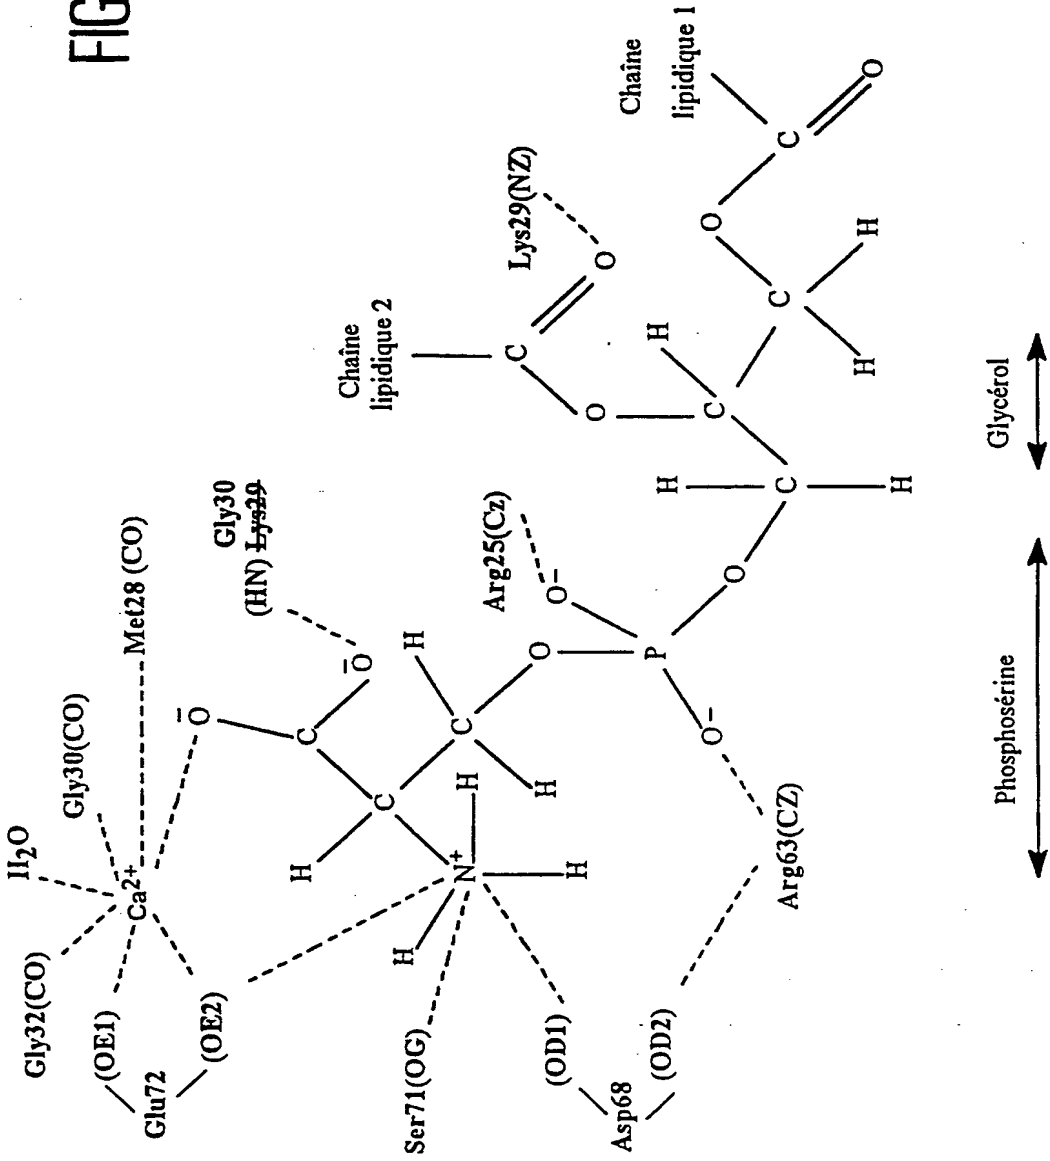 FIG
Chaîne
lipidique 1
Chaîne
lipidique 2
Lys29(NZ)
Gly30
(HN) Lys29
Arg25(Cz)
Met28 (CO)
Gly30(CO)
H2O
Ca2+
Gly32(CO)
(OE1)
Glu72
(OE2)
Ser71(OG)
(OD1)
Asp68
(OD2)
Arg63(CZ)
O-
O-
C
C
H
N+
H
H
H
C
H
H
O
P
O-
O-
O
C
H
H
C
H
O
C
O
C
H
H
O
C
O
Phosphosérine
Glycérol